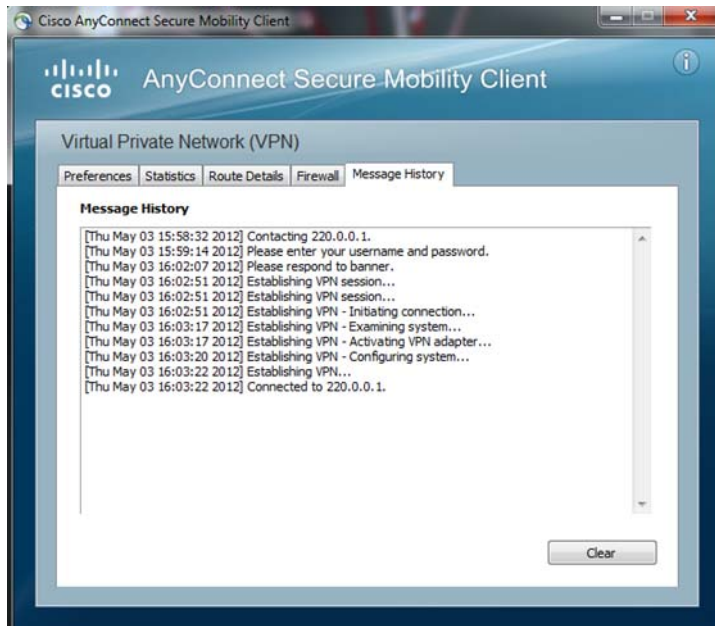 Cisco AnyConnect Secure Mobility Client
CISCO
AnyConnect Secure Mobility Client
Virtual Private Network (VPN)
Preferences Statistics Route Details Firewall Message History
Message History
[Thu May 03 15:58:32 2012] Contacting 220.0.0.1.
[Thu May 03 15:59:14 2012] Please enter your username and password.
[Thu May 03 16:02:07 2012] Please respond to banner.
[Thu May 03 16:02:51 2012] Establishing VPN session...
[Thu May 03 16:02:51 2012] Establishing VPN session...
[Thu May 03 16:02:51 2012] Establishing VPN - Initiating connection...
[Thu May 03 16:03:17 2012] Establishing VPN - Examining system...
[Thu May 03 16:03:17 2012] Establishing VPN - Activating VPN adapter...
[Thu May 03 16:03:20 2012] Establishing VPN - Configuring system...
[Thu May 03 16:03:22 2012] Establishing VPN...
[Thu May 03 16:03:22 2012] Connected to 220.0.0.1.
Clear